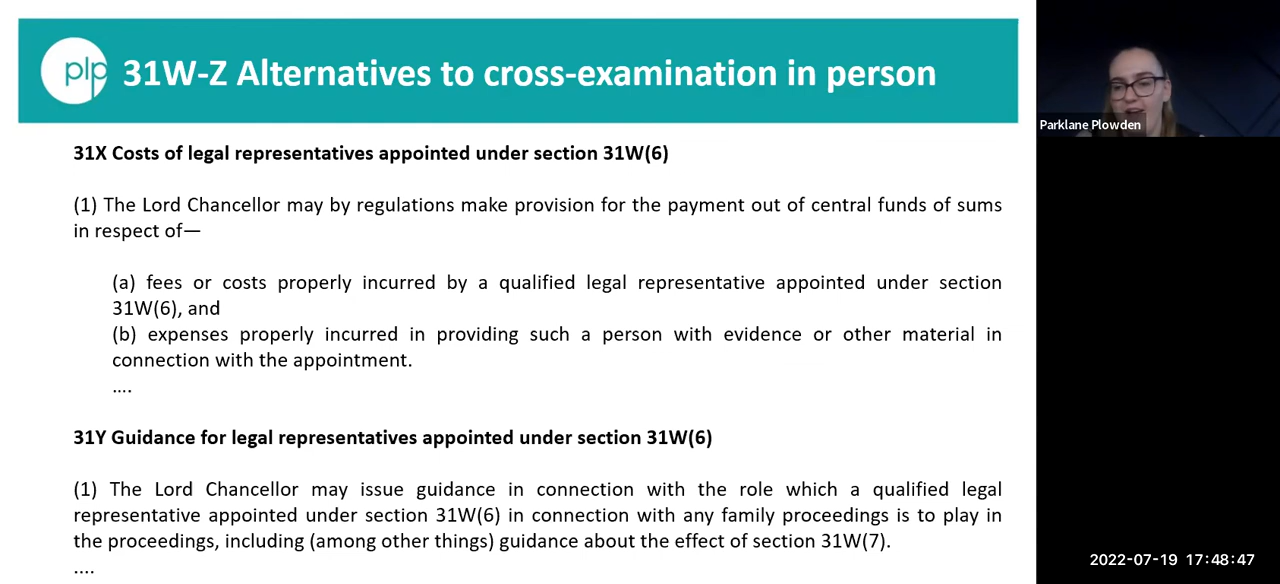 plp
31W-Z Alternatives to cross-examination in person
Parklane Plowden
31X Costs of legal representatives appointed under section 31W(6)
(1) The Lord Chancellor may by regulations make provision for the payment out of central funds of sums
in respect of—
(a) fees or costs properly incurred by a qualified legal representative appointed under section
31W(6), and
(b) expenses properly incurred in providing such a person with evidence or other material in
connection with the appointment.
....
31Y Guidance for legal representatives appointed under section 31W(6)
(1) The Lord Chancellor may issue guidance in connection with the role which a qualified legal
representative appointed under section 31W(6) in connection with any family proceedings is to play in
the proceedings, including (among other things) guidance about the effect of section 31W(7).
....
2022-07-19 17:48:47